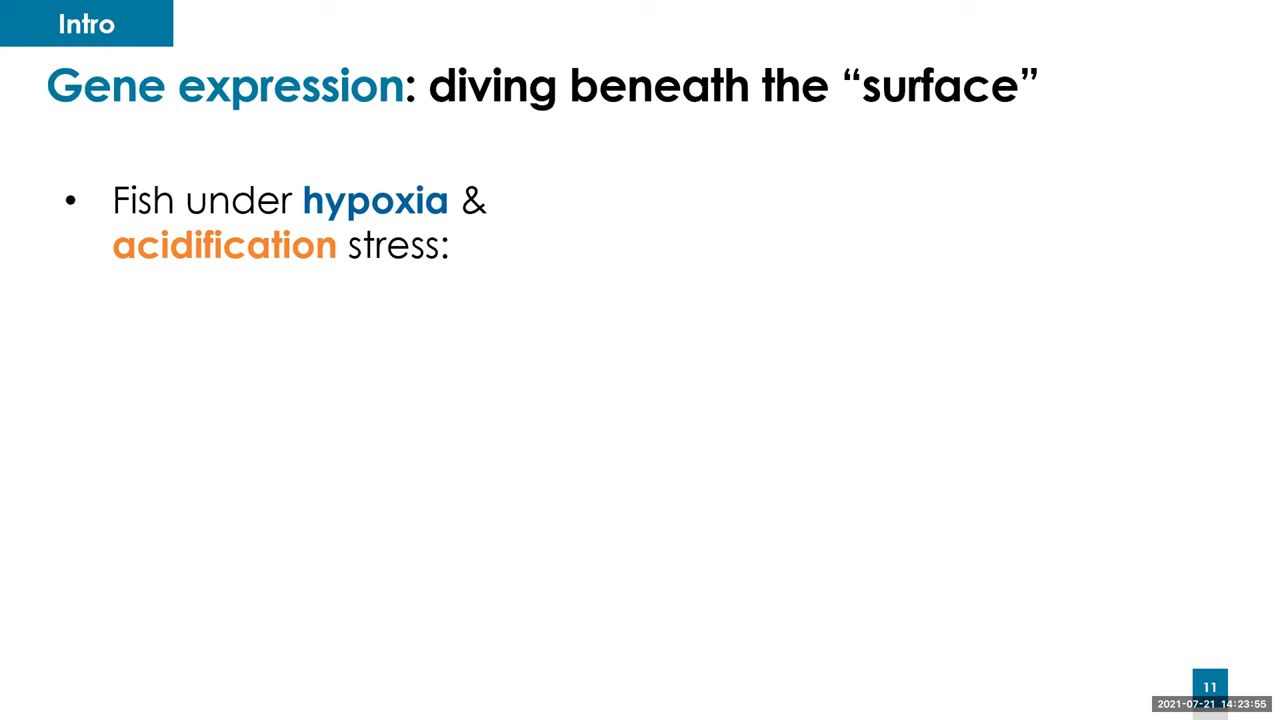 Intro
Gene expression: diving beneath the “surface”
• Fish under hypoxia &
acidification stress:
11
2021-07-21 14:23:55